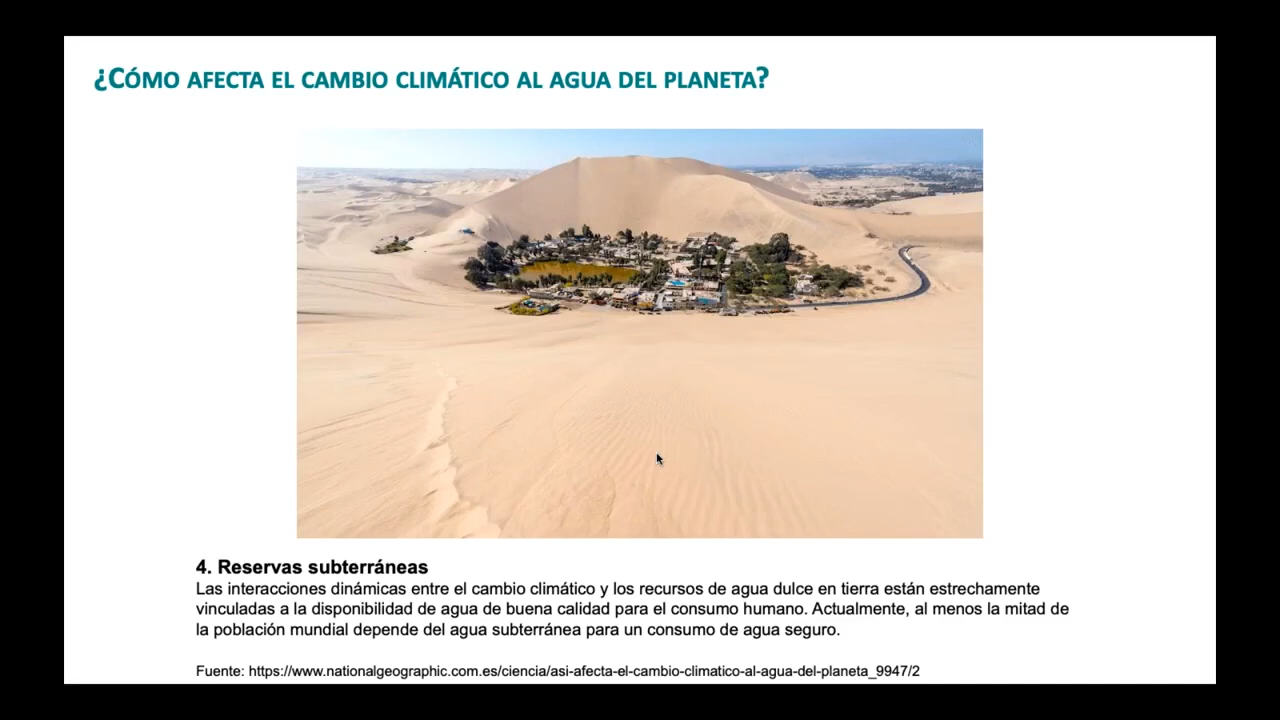 ¿CÓMO AFECTA EL CAMBIO CLIMÁTICO AL AGUA DEL PLANETA?
4. Reservas subterráneas
Las interacciones dinámicas entre el cambio climático y los recursos de agua dulce en tierra están estrechamente
vinculadas a la disponibilidad de agua de buena calidad para el consumo humano. Actualmente, al menos la mitad de
la población mundial depende del agua subterránea para un consumo de agua seguro.
Fuente: https://www.nationalgeographic.com.es/ciencia/asi-afecta-el-cambio-climatico-al-agua-del-planeta_9947/2